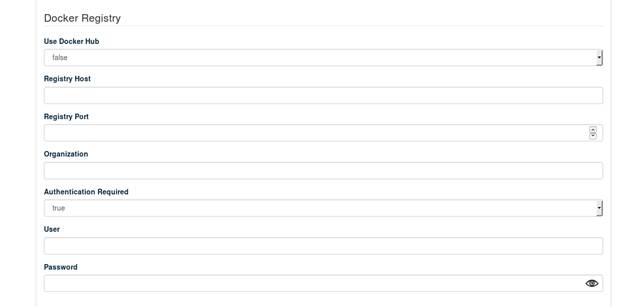 Docker Registry
Use Docker Hub
false
Registry Host
Registry Port
Organization
Authentication Required
true
User
Password